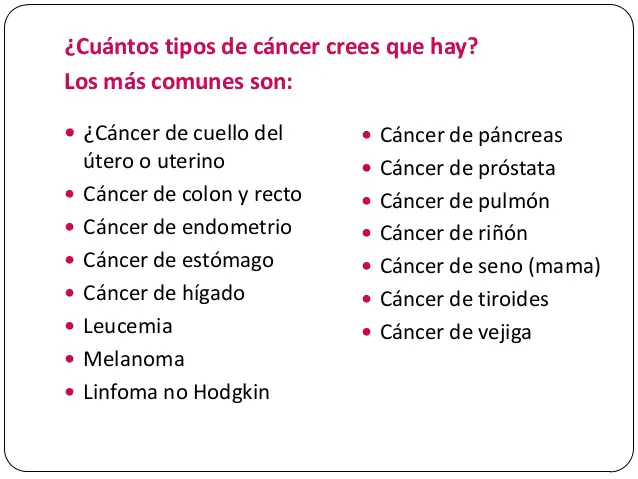 ¿Cuántos tipos de cáncer crees que hay?
Los más comunes son:
• ¿Cáncer de cuello del
útero o uterino
• Cáncer de colon y recto
• Cáncer de endometrio
• Cáncer de estómago
• Cáncer de hígado
• Leucemia
• Melanoma
• Linfoma no Hodgkin
• Cáncer de páncreas
• Cáncer de próstata
• Cáncer de pulmón
• Cáncer de riñón
• Cáncer de seno (mama)
• Cáncer de tiroides
• Cáncer de vejiga